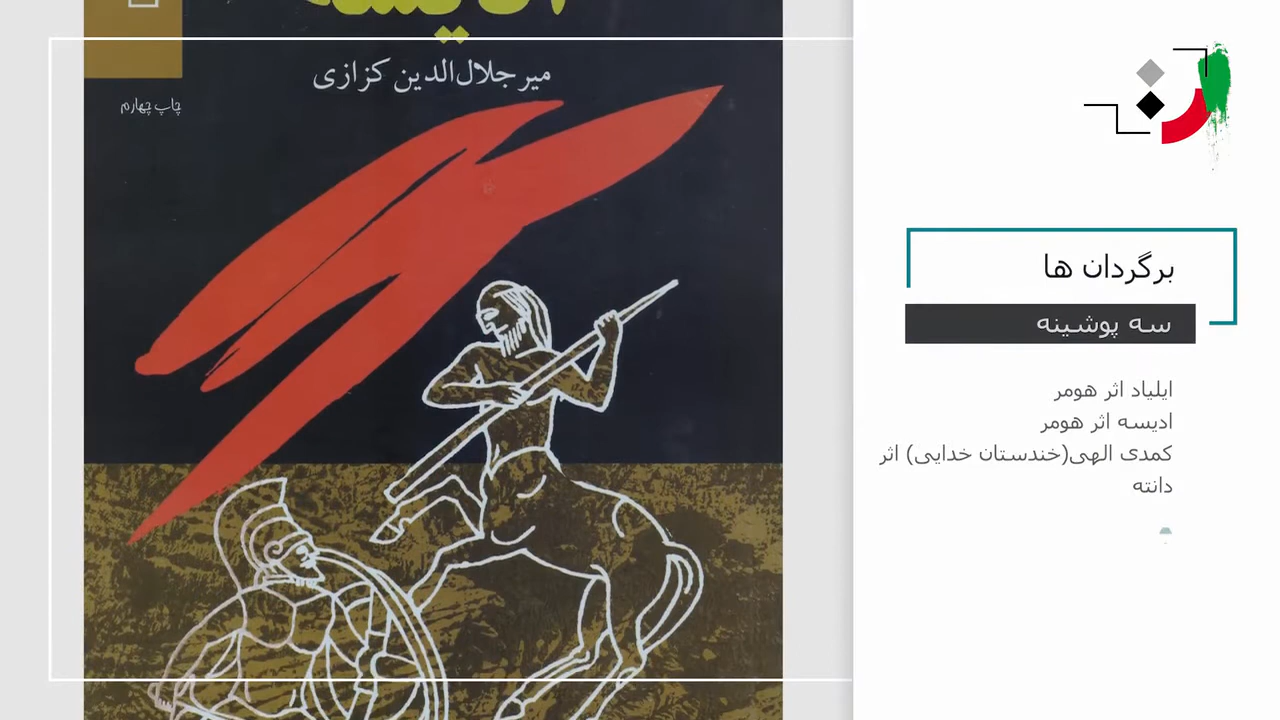 میر جلال‌الدین کزازی
چاپ چهارم
برگردان ها
سه پوشینه
ایلیاد اثر هومر
ادیسه اثر هومر
کمدی الهی(خندستان خدایی) اثر
دانته